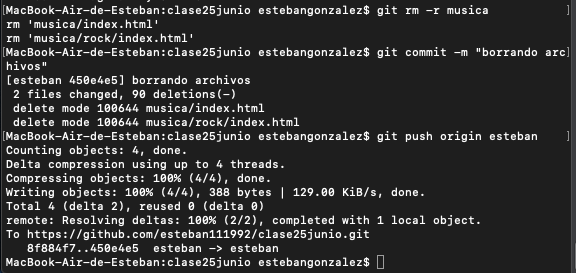 [MacBook-Air-de-Esteban:clase25junio estebangonzalez$ git rm -r musica ]
rm 'musica/index.html'
rm 'musica/rock/index.html'
[MacBook-Air-de-Esteban:clase25junio estebangonzalez$ git commit -m "borrando arc]
hivos"
[esteban 450e4e5] borrando archivos
 2 files changed, 90 deletions(-)
 delete mode 100644 musica/index.html
 delete mode 100644 musica/rock/index.html
[MacBook-Air-de-Esteban:clase25junio estebangonzalez$ git push origin esteban ]
Counting objects: 4, done.
Delta compression using up to 4 threads.
Compressing objects: 100% (4/4), done.
Writing objects: 100% (4/4), 388 bytes | 129.00 KiB/s, done.
Total 4 (delta 2), reused 0 (delta 0)
remote: Resolving deltas: 100% (2/2), completed with 1 local object.
To https://github.com/esteban111992/clase25junio.git
   8f884f7..450e4e5  esteban -> esteban
MacBook-Air-de-Esteban:clase25junio estebangonzalez$